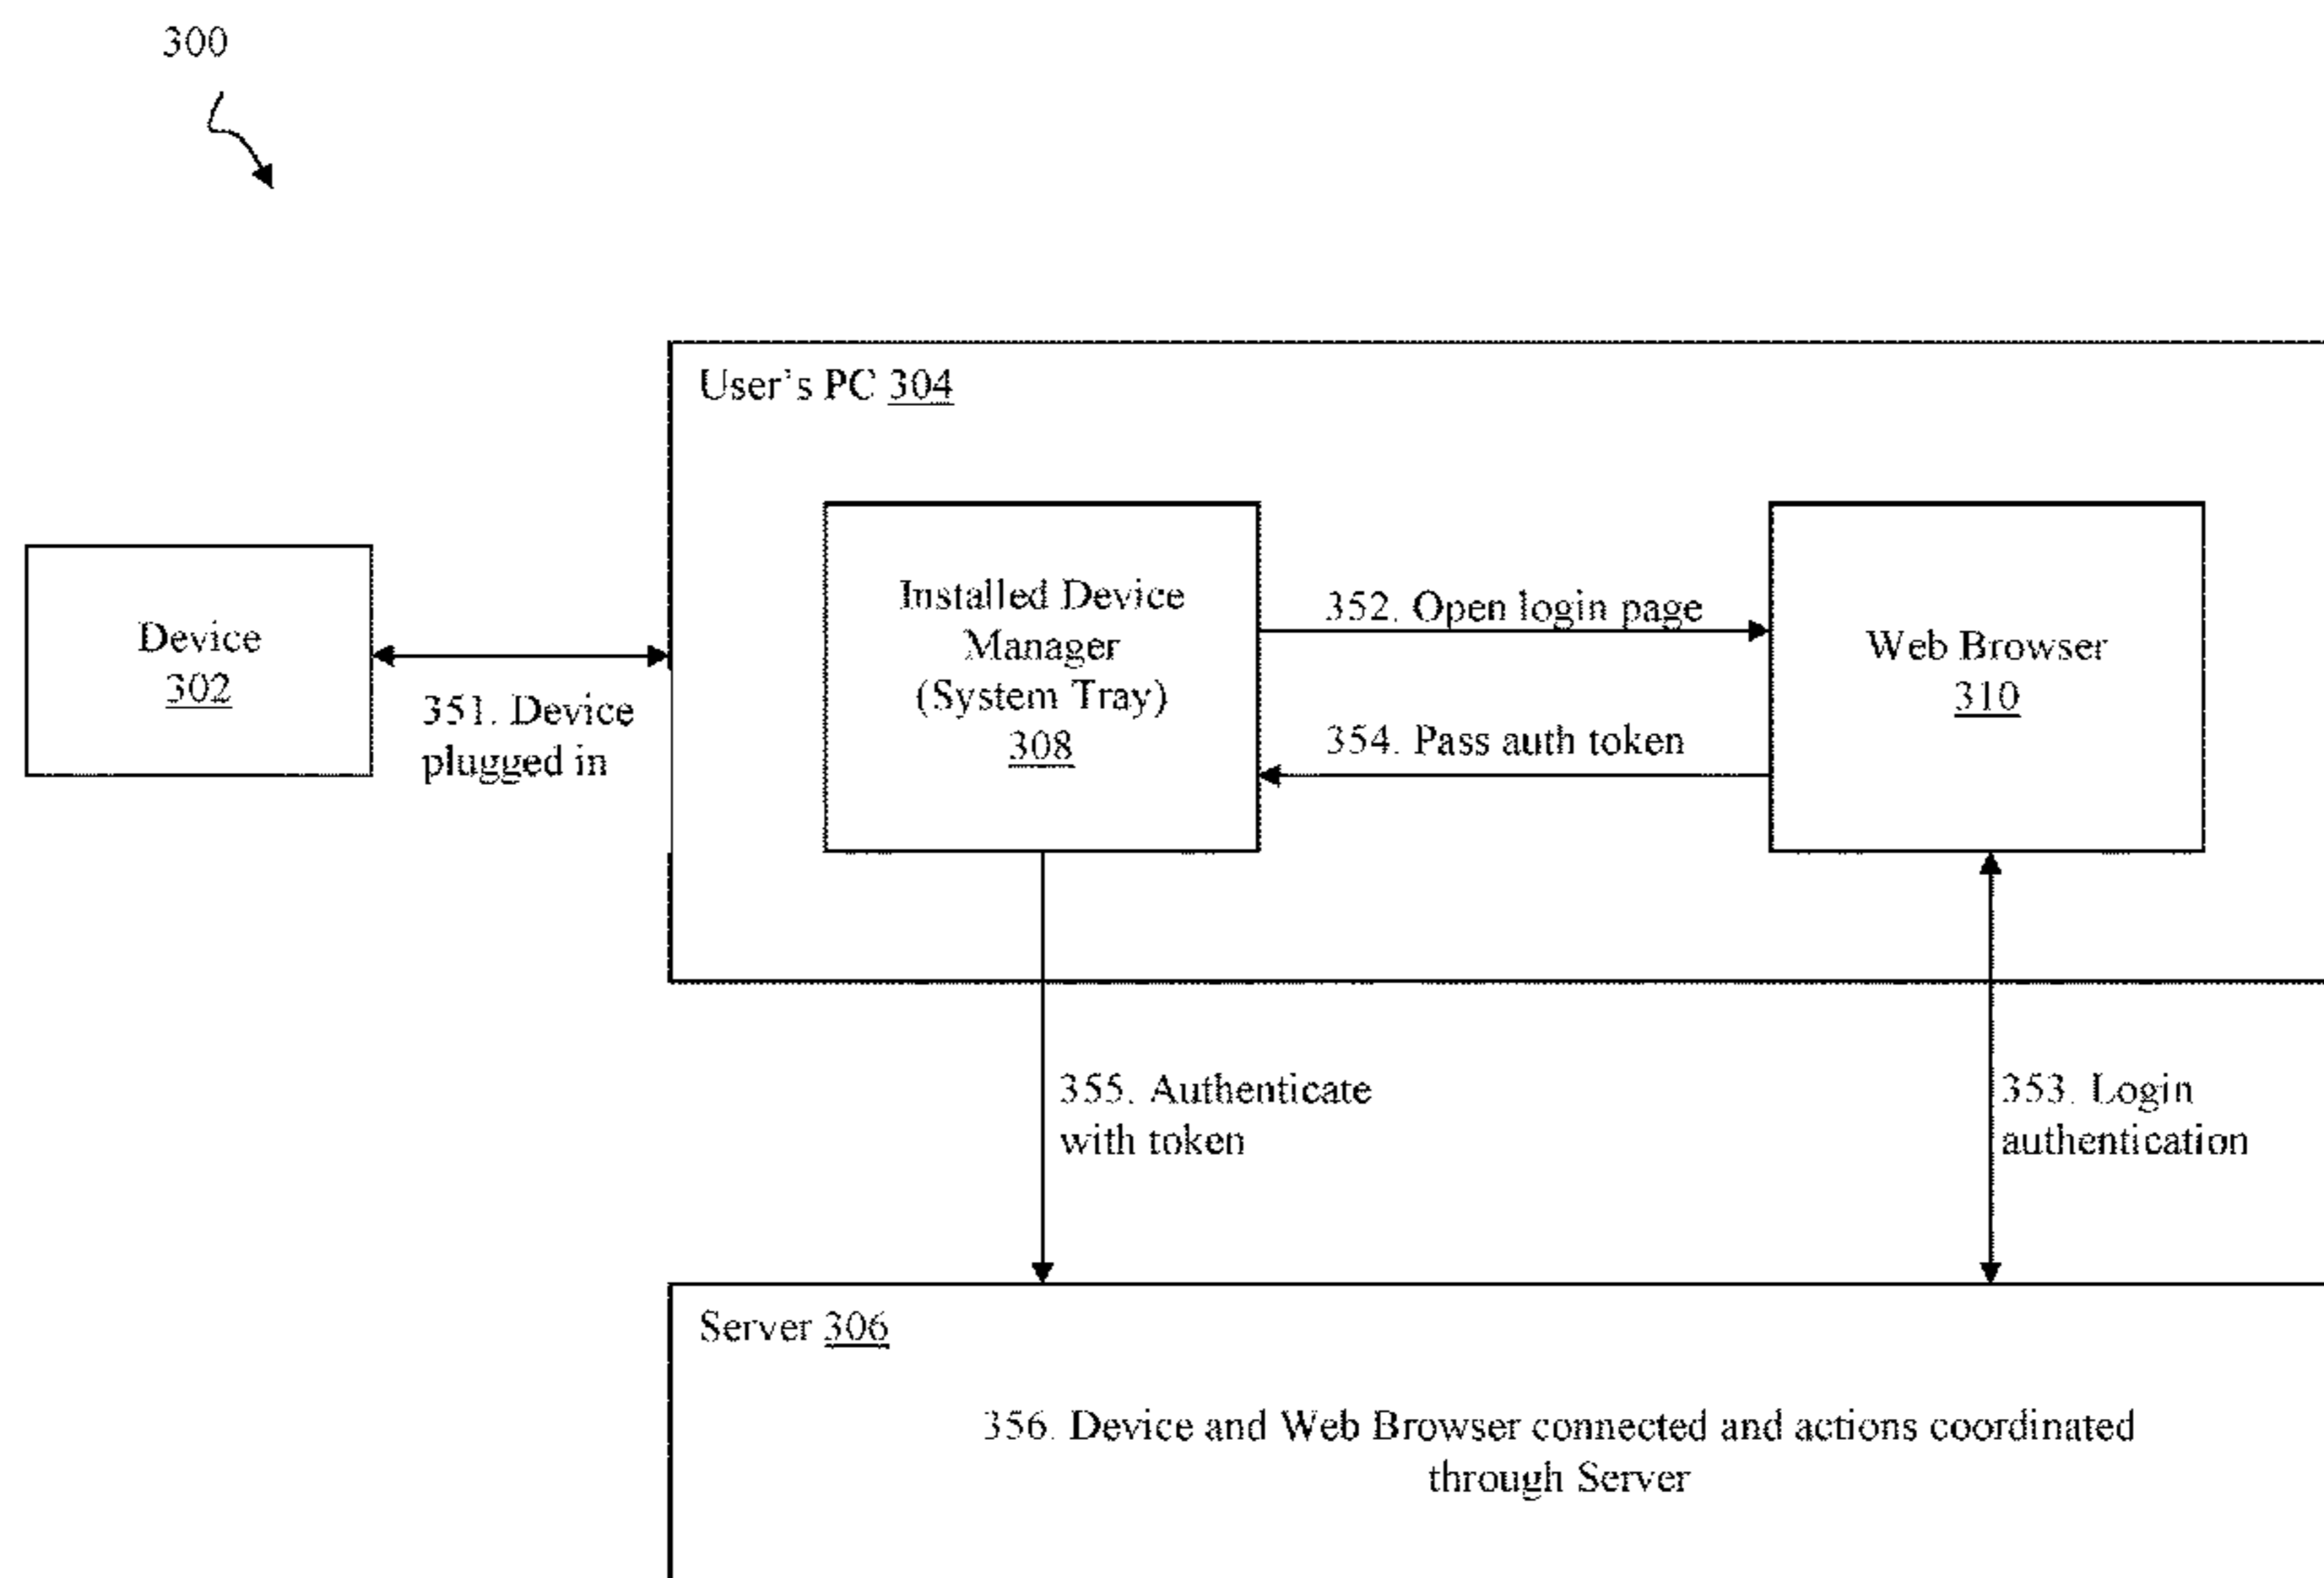 300
User's PC 304
Device
302
351. Device
plugged in
Installed Device
Manager
(System Tray)
308
352. Open login page
354. Pass auth token
Web Browser
310
355. Authenticate
with token
353. Login
authentication
Server 306
356. Device and Web Browser connected and actions coordinated
through Server